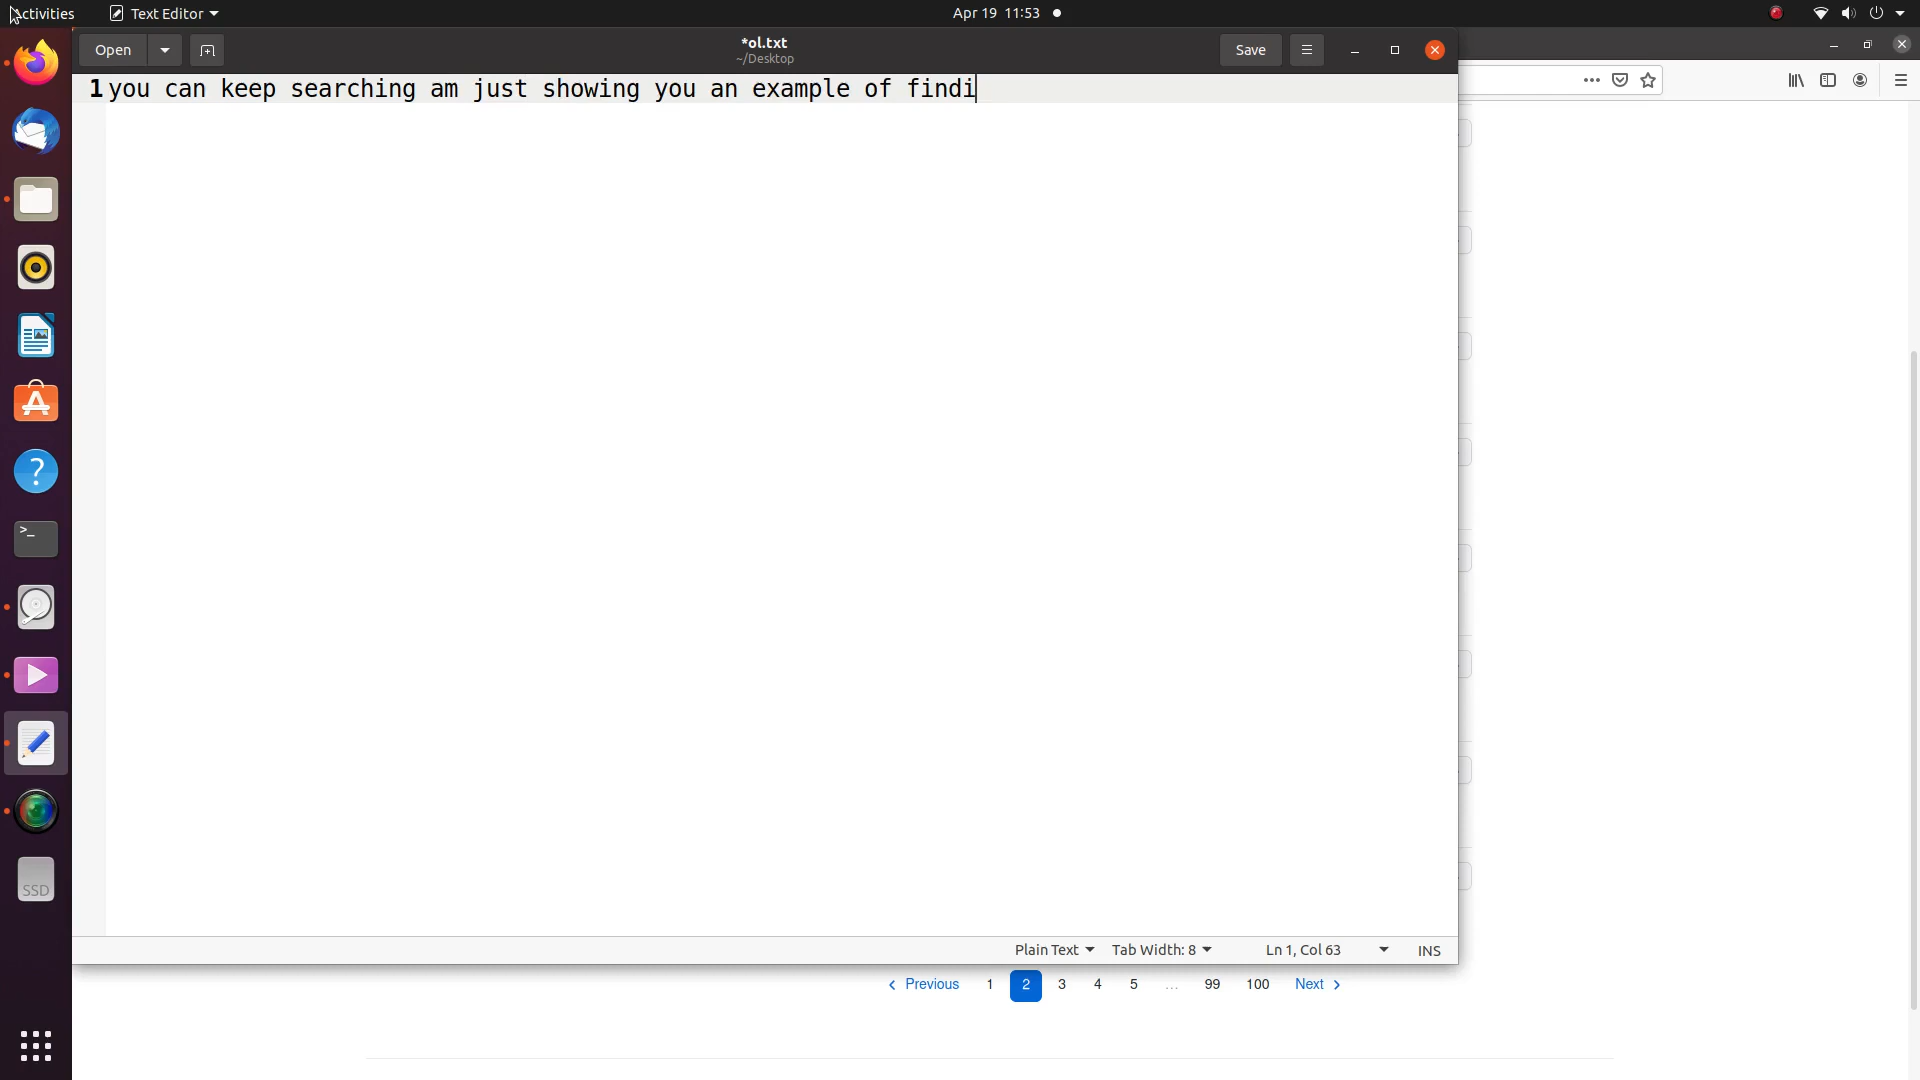 Activities
Text Editor
Apr 19 11:53
Open
*ol.txt
~/Desktop
Save
1 you can keep searching am just showing you an example of findi
>_
?
SSD
Plain Text
Tab Width: 8
Ln 1, Col 63
INS
Previous 1 2 3 4 5 … 99 100 Next